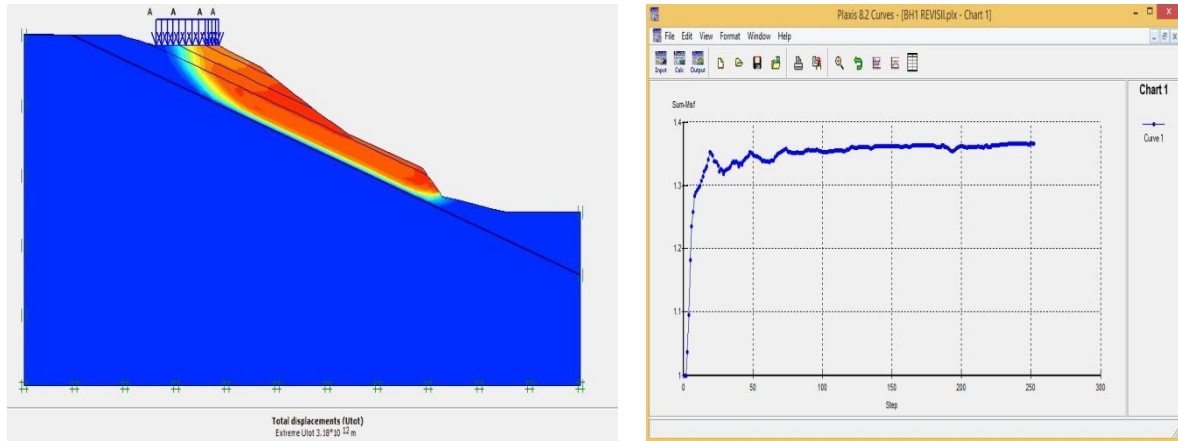 A A A A
Total displacements (Utot)
Extreme Utot 3.18*10 12 m
Plaxis 8.2 Curves - [BH1 REVISII.plx - Chart 1]
File Edit View Format Window Help
Input Calc Output
Chart 1
Curve 1
Sum-Msf
1.4
1.3
1.2
1.1
1
0 50 100 150 200 250 300
Step